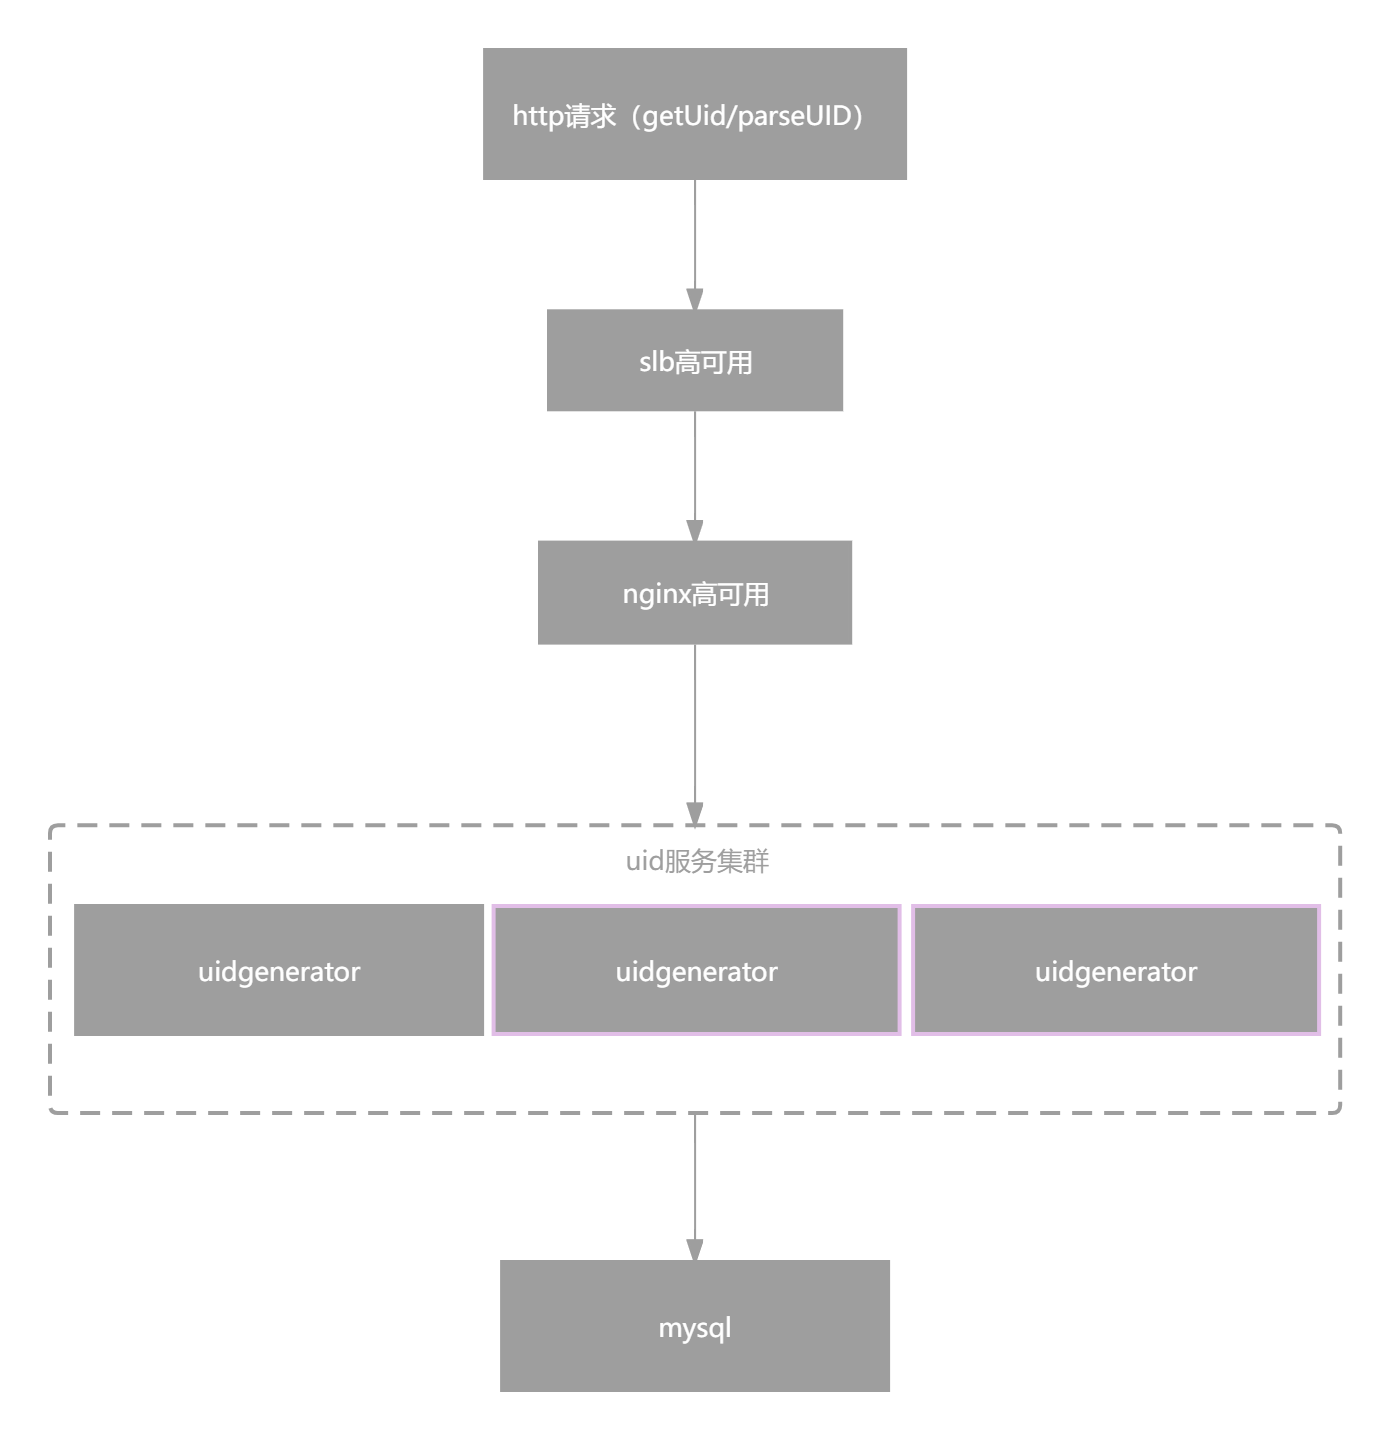 http请求（getUid/parseUID）
slb高可用
nginx高可用
uid服务集群
uidgenerator
uidgenerator
uidgenerator
mysql